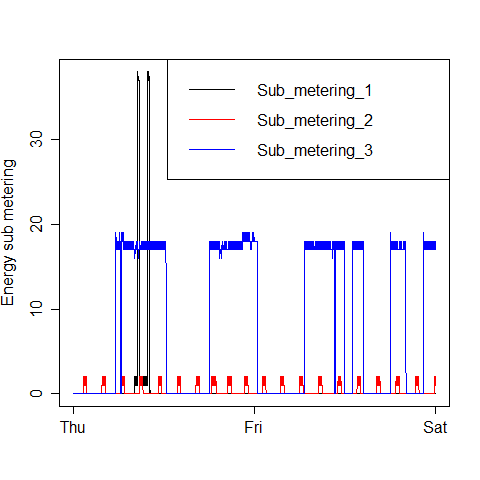 Sub_metering_1
Sub_metering_2
Sub_metering_3
Energy sub metering
30
20
10
0
Thu Fri Sat